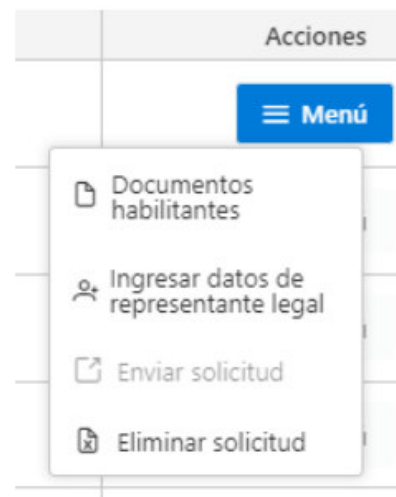 Acciones
Menú
Documentos
habilitantes
Ingresar datos de
representante legal
Enviar solicitud
Eliminar solicitud